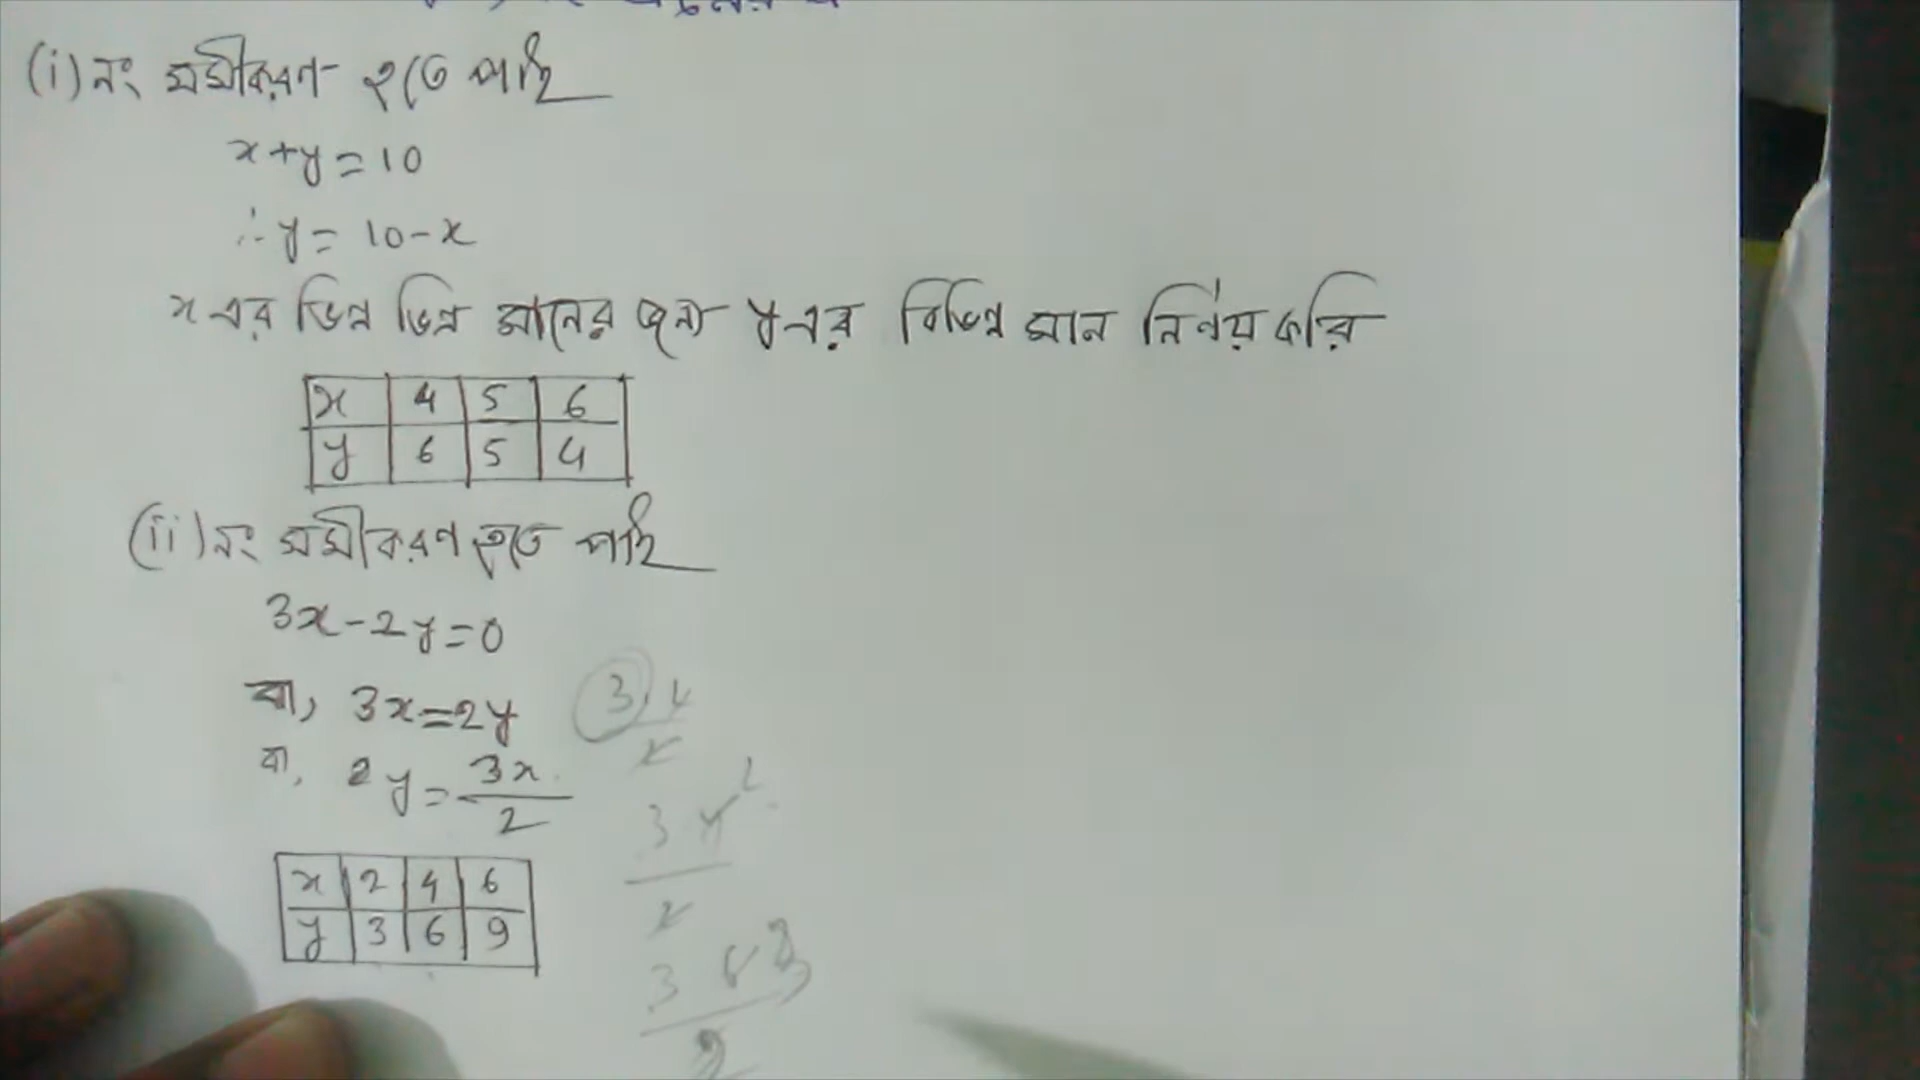 (i) নং সমীকরণ হতে পাই
x+y=10
∴ y= 10-x
x এর ভিন্ন ভিন্ন মানের জন্য y এর বিভিন্ন মান নির্ণয় করি
x 4 5 6
y 6 5 4
(ii) নং সমীকরণ হতে পাই
3x-2y=0
বা, 3x=2y
বা, 2y= 3x/2
x 2 4 6
y 3 6 9